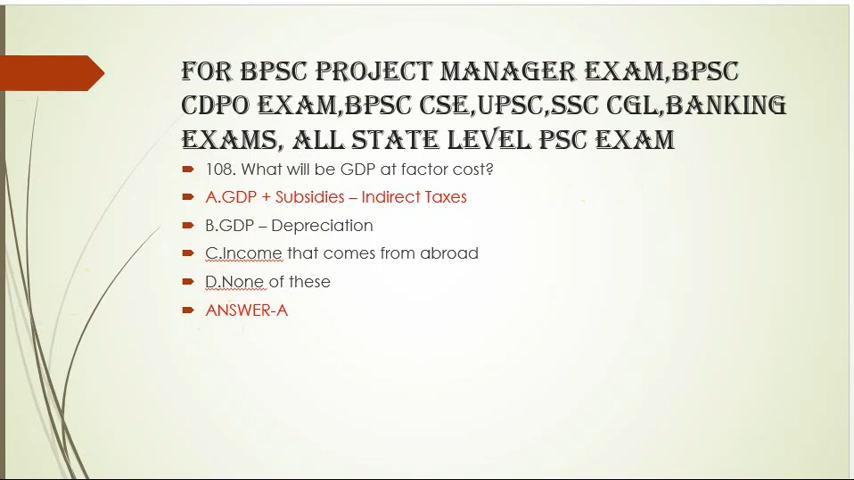 FOR BPSC PROJECT MANAGER EXAM,BPSC
CDPO EXAM,BPSC CSE,UPSC,SSC CGL,BANKING
EXAMS, ALL STATE LEVEL PSC EXAM
108. What will be GDP at factor cost?
A.GDP + Subsidies – Indirect Taxes
B.GDP – Depreciation
C.Income that comes from abroad
D.None of these
ANSWER-A